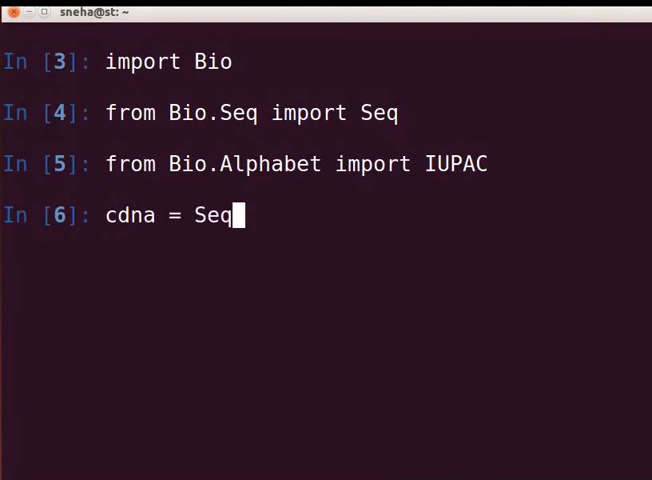 sneha@st: ~
In [3]: import Bio
In [4]: from Bio.Seq import Seq
In [5]: from Bio.Alphabet import IUPAC
In [6]: cdna = Seq